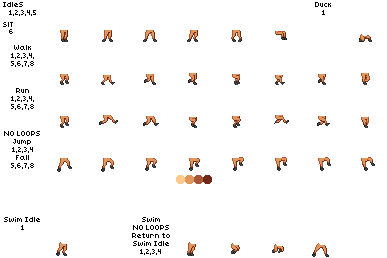 IdleS
1,2,3,4,5
Duck
1
SIT
6
Walk
1,2,3,4,
5,6,7,8
Run
1,2,3,4,
5,6,7,8
NO LOOPS
Jump
1,2,3,4
Fall
5,6,7,8
Swim Idle
1
Swim
NO LOOPS
Return to
Swim Idle
1,2,3,4